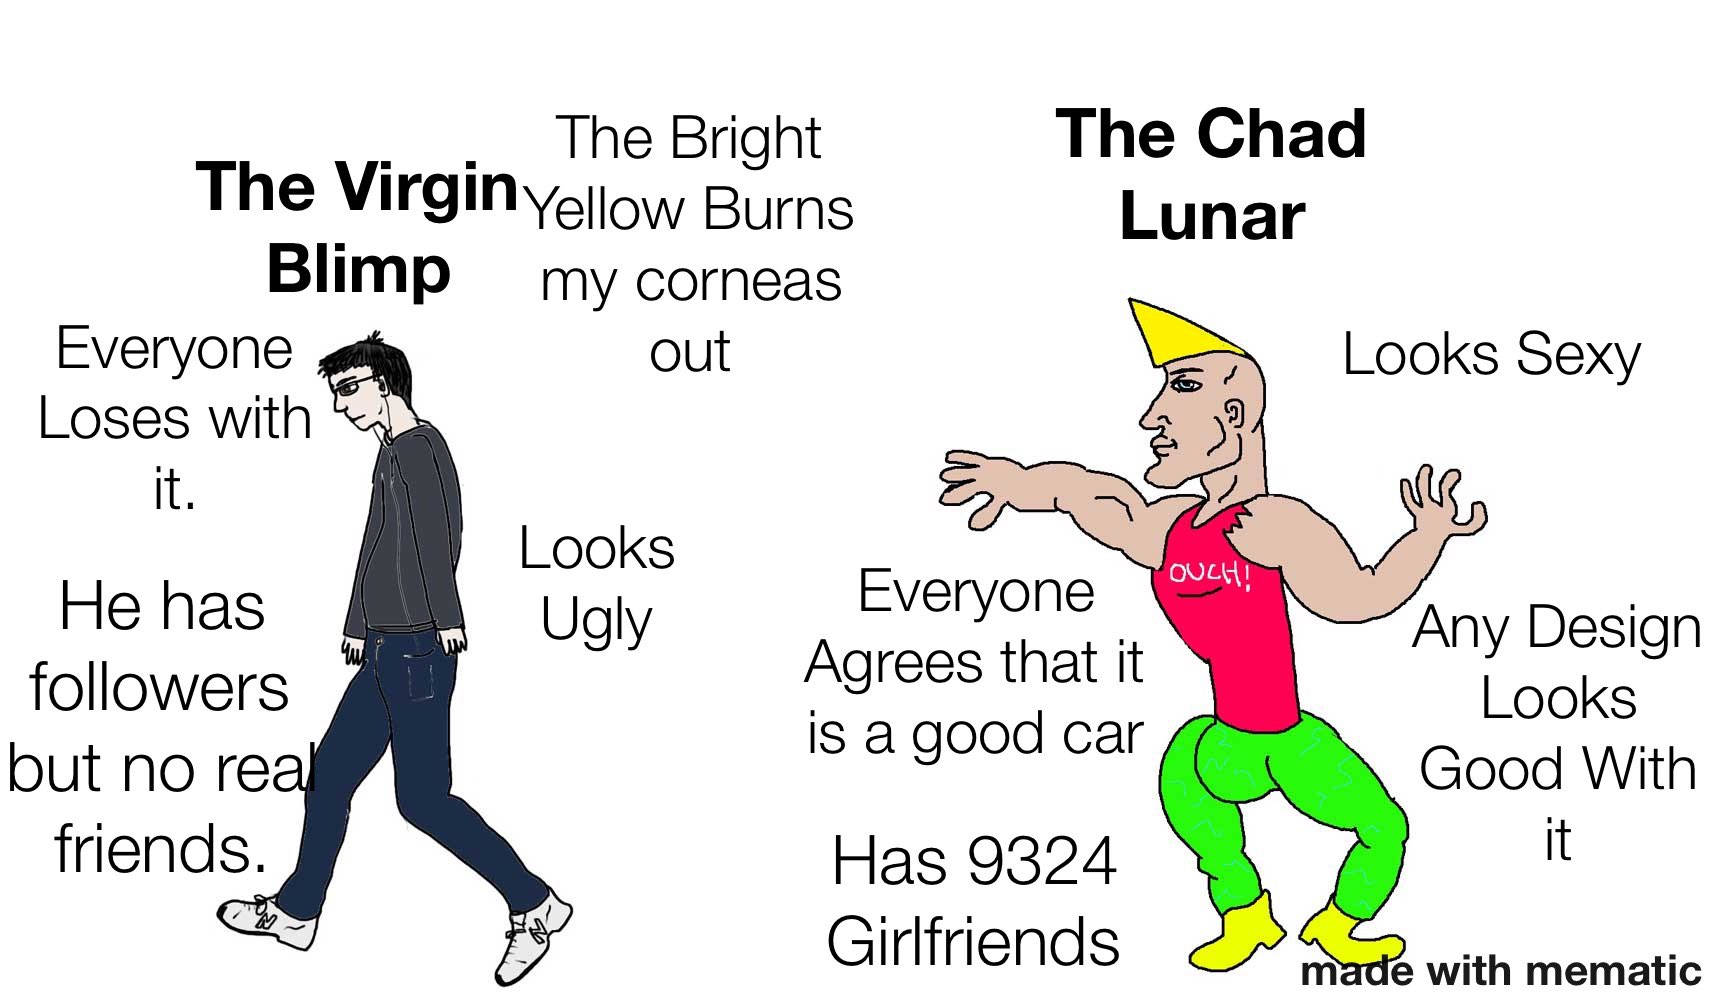 The Virgin
Blimp
The Bright
Yellow Burns
my corneas
out
Everyone
Loses with
it.
He has
followers
but no real
friends.
Looks
Ugly
The Chad
Lunar
Looks Sexy
OUCH!
Everyone
Agrees that it
is a good car
Any Design
Looks
Good With
it
Has 9324
Girlfriends
made with mematic